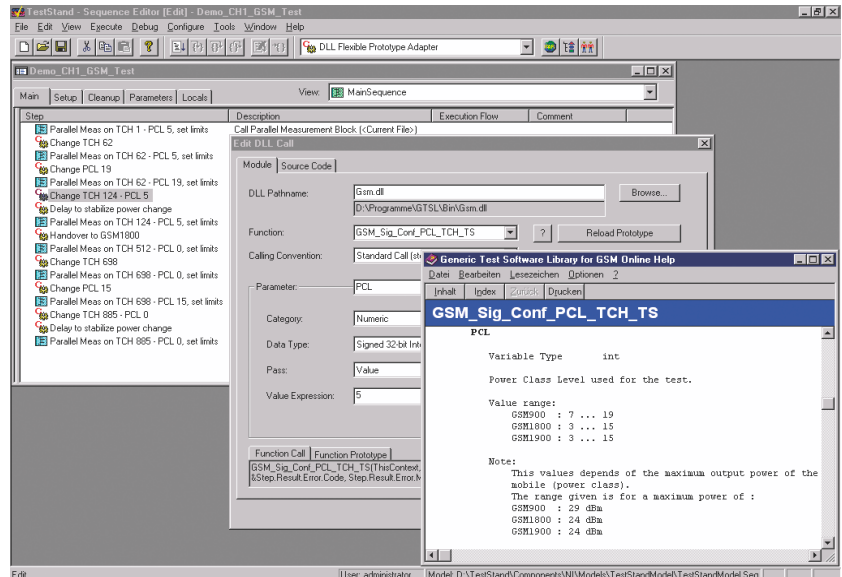 TestStand - Sequence Editor [Edit] - Demo_CH1_GSM_Test
File Edit View Execute Debug Configure Tools Window Help
DLL Flexible Prototype Adapter
Demo_CH1_GSM_Test
Main Setup Cleanup Parameters Locals View: MainSequence
Step Description Execution Flow Comment
Parallel Meas on TCH 1 - PCL 5, set limits Call Parallel Measurement Block (<Current File>)
Change TCH 62
Parallel Meas on TCH 62 - PCL 5, set limits
Change PCL 19
Parallel Meas on TCH 62 - PCL 19, set limits
Change TCH 124 - PCL 5
Delay to stabilize power change
Parallel Meas on TCH 124 - PCL 5, set limits
Handover to GSM1800
Parallel Meas on TCH 512 - PCL 0, set limits
Change TCH 698
Parallel Meas on TCH 698 - PCL 0, set limits
Change PCL 15
Parallel Meas on TCH 698 - PCL 15, set limits
Change TCH 885 - PCL 0
Delay to stabilize power change
Parallel Meas on TCH 885 - PCL 0, set limits
Edit DLL Call
Module Source Code
DLL Pathname: Gsm.dll Browse...
D:\Programme\GTSL\Bin\Gsm.dll
Function: GSM_Sig_Conf_PCL_TCH_TS ? Reload Prototype
Calling Convention: Standard Call (st
Parameter: PCL
Category: Numeric
Data Type: Signed 32-bit Int
Pass: Value
Value Expression: 5
Function Call Function Prototype
GSM_Sig_Conf_PCL_TCH_TS(ThisContext,
&Step.Result.Error.Code, Step.Result.Error.M
Generic Test Software Library for GSM Online Help
Datei Bearbeiten Lesezeichen Optionen ?
Inhalt Index Zurück Drucken
GSM_Sig_Conf_PCL_TCH_TS
PCL
Variable Type int
Power Class Level used for the test.
Value range:
GSM900 : 7 ... 19
GSM1800 : 3 ... 15
GSM1900 : 3 ... 15
Note:
This values depends of the maximum output power of the
mobile (power class).
The range given is for a maximum power of :
GSM900 : 29 dBm
GSM1800 : 24 dBm
GSM1900 : 24 dBm
Edit User: administrator Model: D:\TestStand\Components\NI\Models\TestStandModel\TestStandModel.Seq